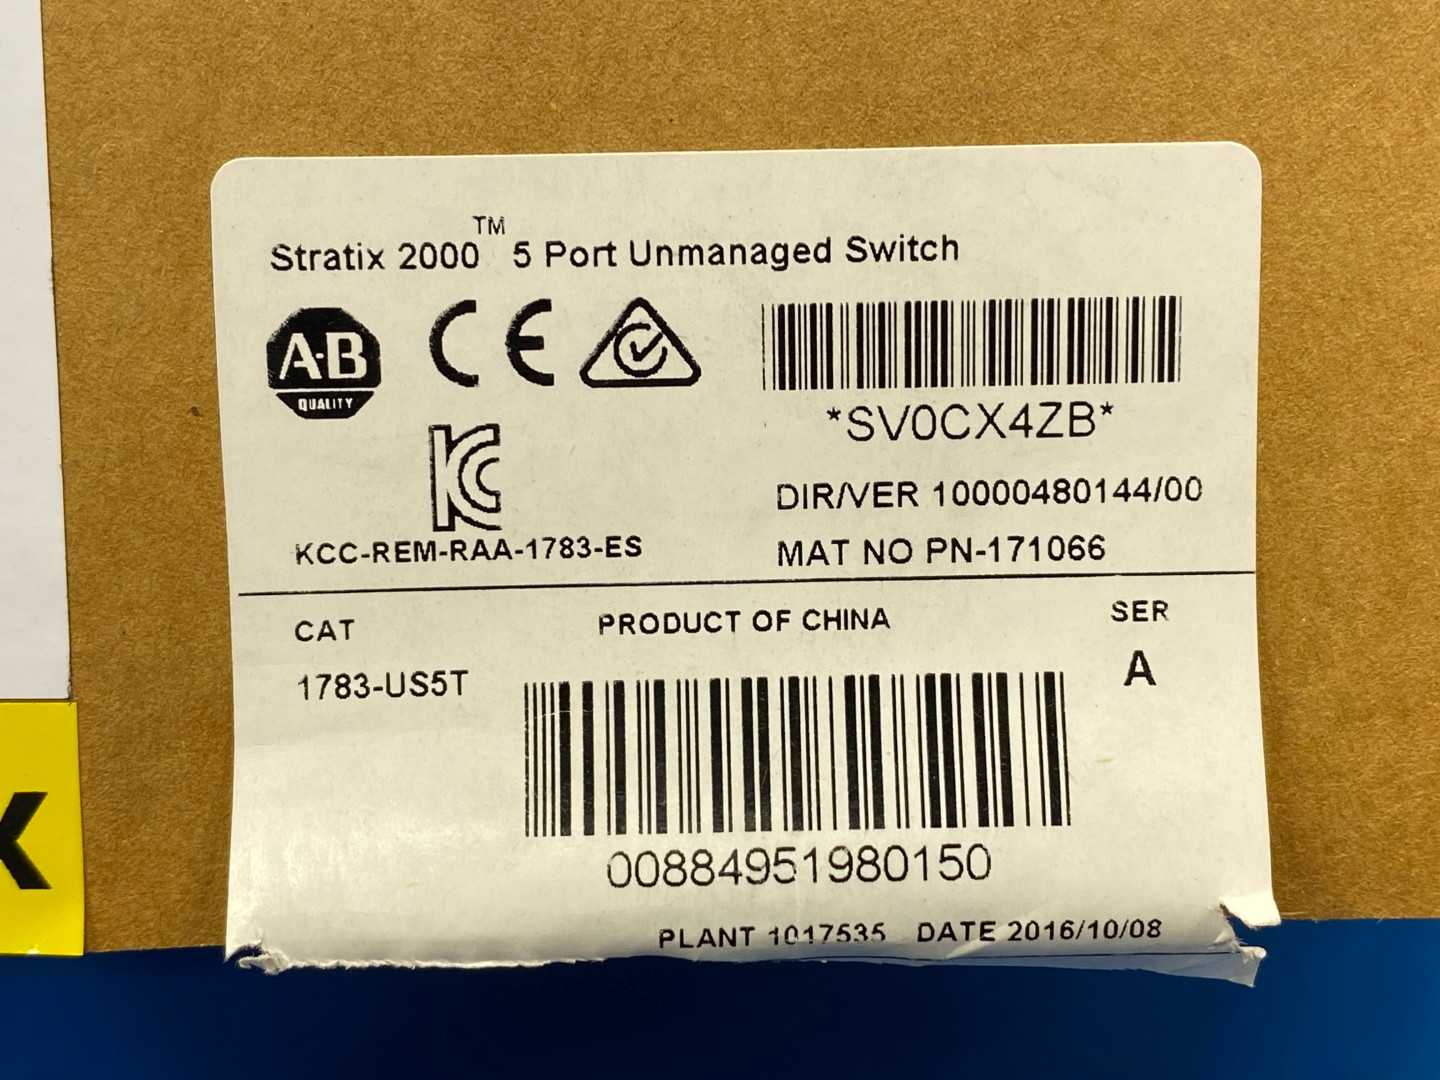 Stratix 2000™ 5 Port Unmanaged Switch
A-B
QUALITY
*SV0CX4ZB*
DIR/VER 10000480144/00
KCC-REM-RAA-1783-ES
MAT NO PN-171066
CAT
PRODUCT OF CHINA
SER
1783-US5T
A
00884951980150
PLANT 1017535 DATE 2016/10/08